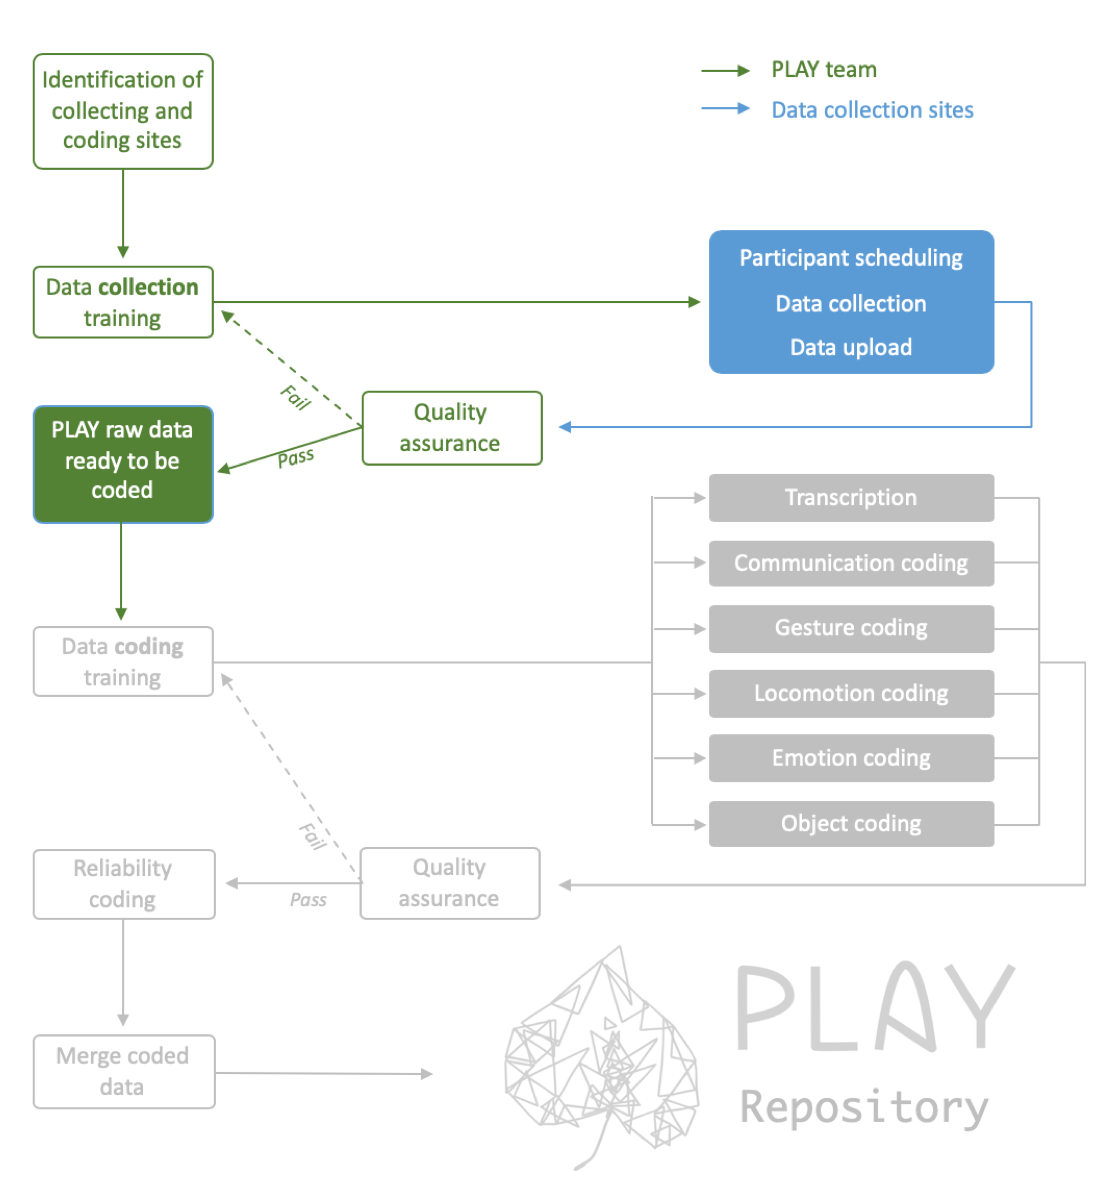 Identification of
collecting and
coding sites
PLAY team
Data collection sites
Data collection
training
Participant scheduling
Data collection
Data upload
Fail
Quality
assurance
Pass
PLAY raw data
ready to be
coded
Transcription
Communication coding
Gesture coding
Locomotion coding
Emotion coding
Object coding
Data coding
training
Fail
Quality
assurance
Pass
Reliability
coding
Merge coded
data
PLAY
Repository